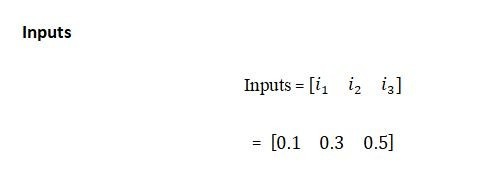 Inputs
Inputs = [i₁ i₂ i₃]
= [0.1 0.3 0.5]